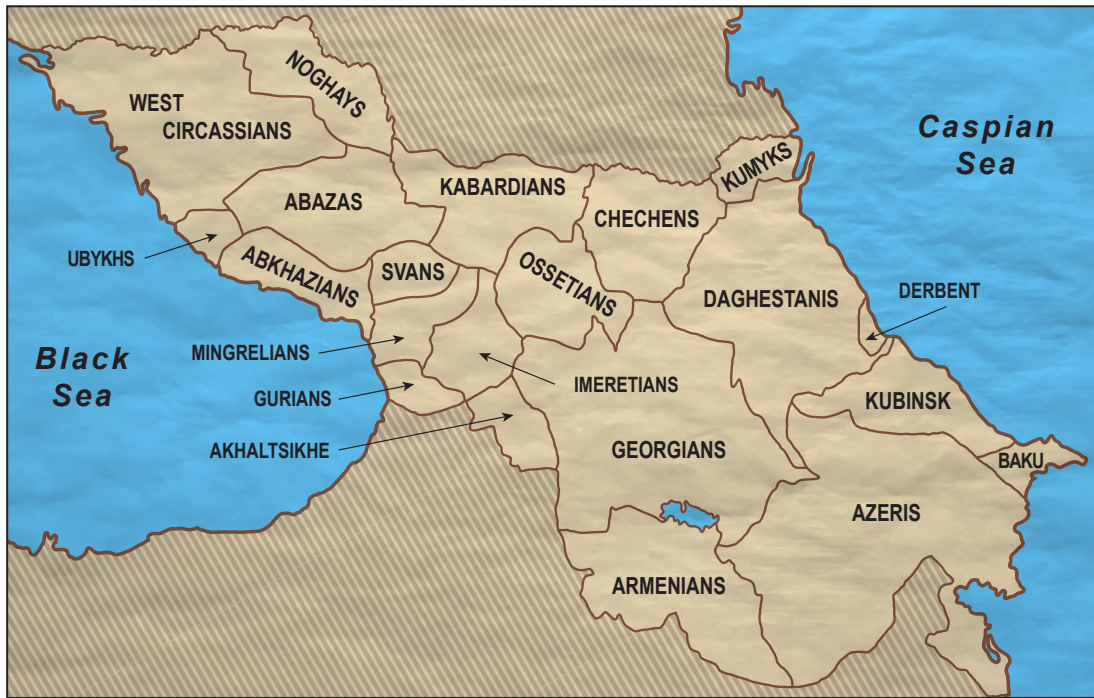 NOGHAYS
WEST
CIRCASSIANS
Caspian
Sea
KUMYKS
KABARDIANS
ABAZAS
CHECHENS
UBYKHS
ABKHAZIANS
SVANS
OSSETIANS
DERBENT
DAGHESTANIS
Black
Sea
MINGRELIANS
IMERETIANS
GURIANS
KUBINSK
AKHALTSIKHE
GEORGIANS
BAKU
AZERIS
ARMENIANS